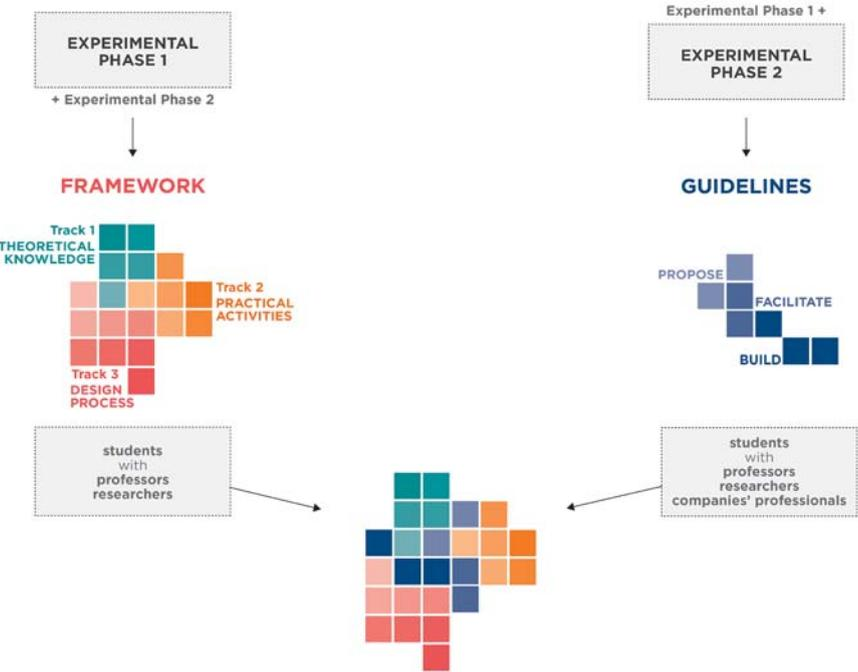 EXPERIMENTAL
PHASE 1
+ Experimental Phase 2
FRAMEWORK
Track 1
THEORETICAL
KNOWLEDGE
Track 2
PRACTICAL
ACTIVITIES
Track 3
DESIGN
PROCESS
students
with
professors
researchers
Experimental Phase 1 +
EXPERIMENTAL
PHASE 2
GUIDELINES
PROPOSE
FACILITATE
BUILD
students
with
professors
researchers
companies' professionals